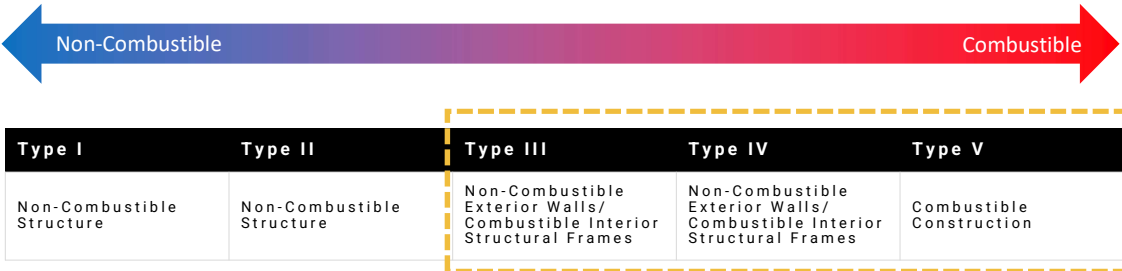 Non-Combustible Combustible
Type I Type II Type III Type IV Type V
Non-Combustible
Structure
Non-Combustible
Structure
Non-Combustible
Exterior Walls/
Combustible Interior
Structural Frames
Non-Combustible
Exterior Walls/
Combustible Interior
Structural Frames
Combustible
Construction